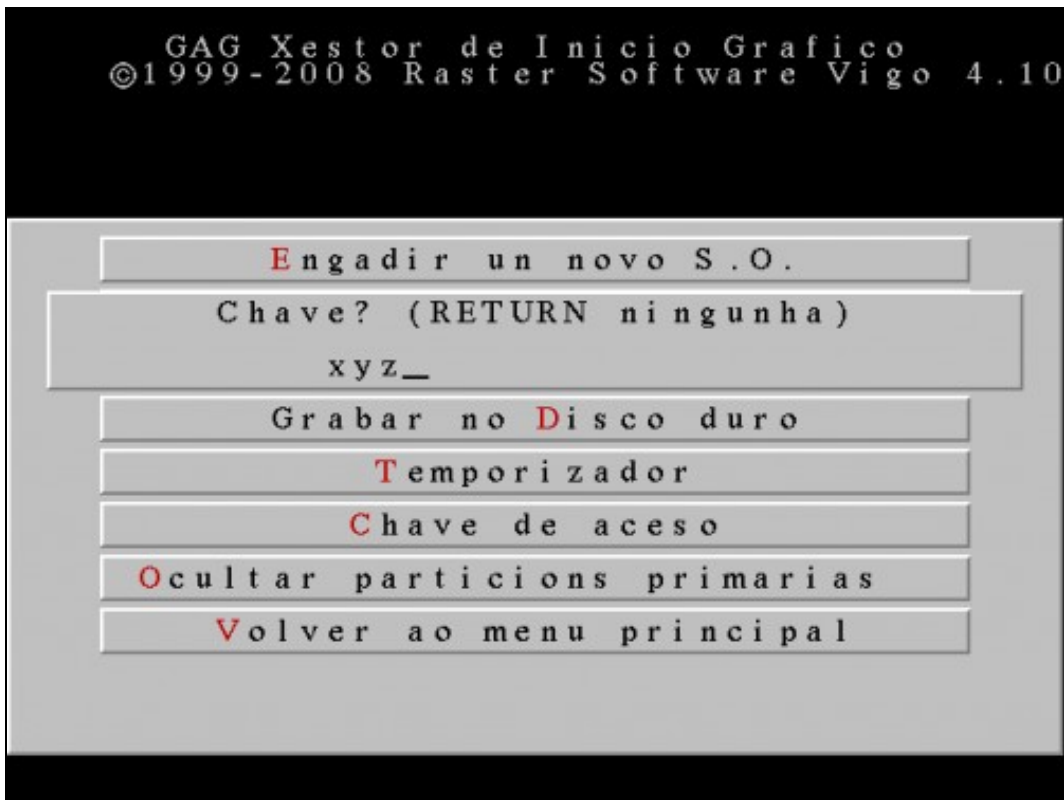 GAG Xestor de Inicio Grafico
©1999-2008 Raster Software Vigo 4.10
Engadir un novo S.O.
Chave? (RETURN ningunha)
xyz_
Grabar no Disco duro
Temporizador
Chave de aceso
Ocultar particions primarias
Volver ao menu principal